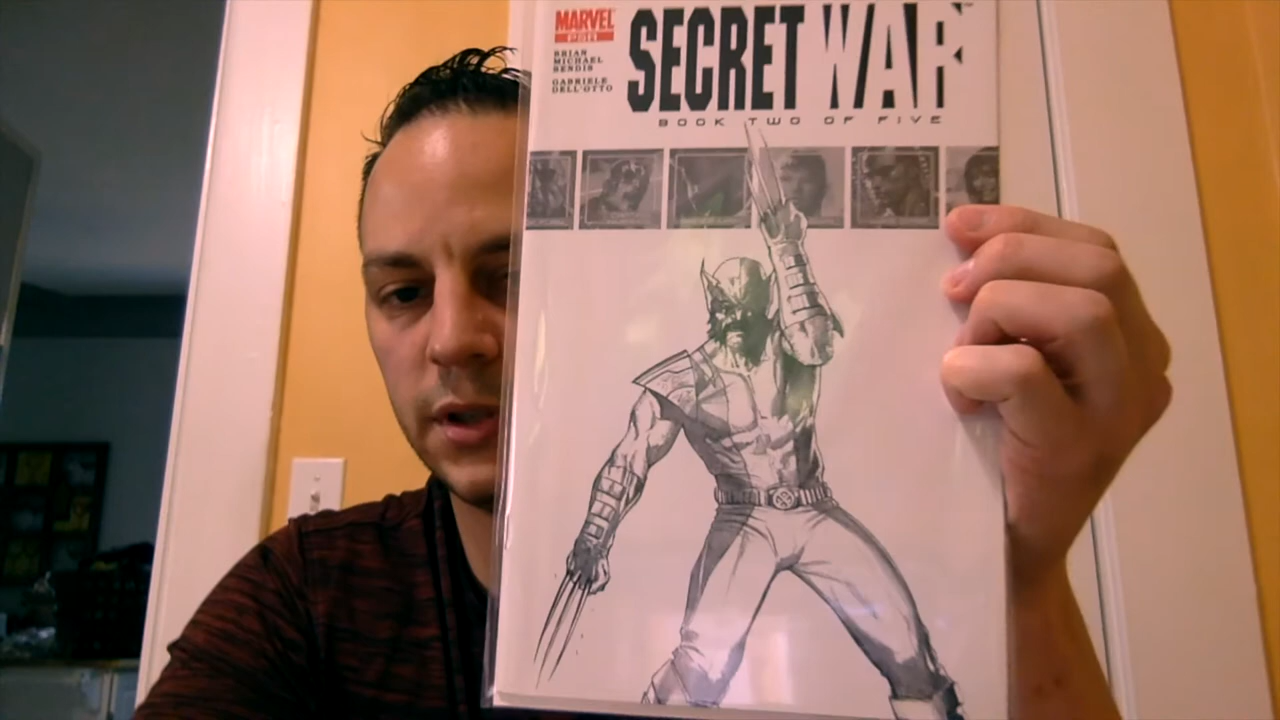 MARVEL
BRIAN
MICHAEL
BENDIS
GABRIELE
DELL'OTTO
SECRET WAR
BOOK TWO OF FIVE